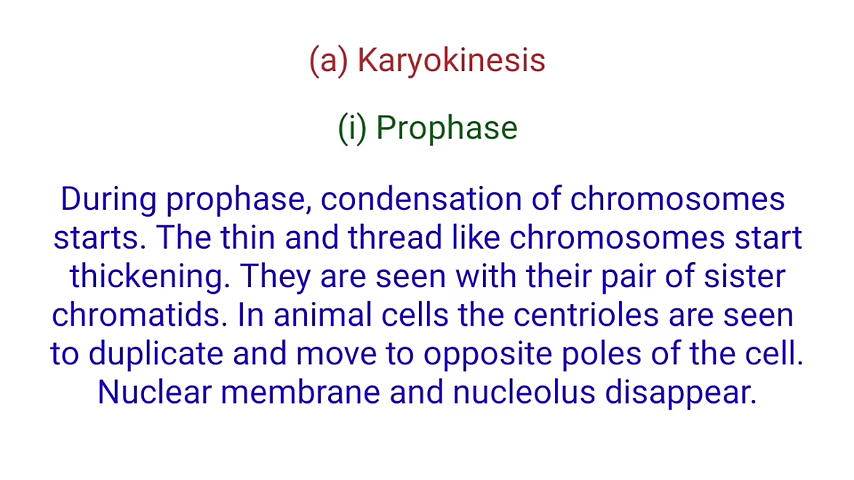 (a) Karyokinesis
(i) Prophase
During prophase, condensation of chromosomes
starts. The thin and thread like chromosomes start
thickening. They are seen with their pair of sister
chromatids. In animal cells the centrioles are seen
to duplicate and move to opposite poles of the cell.
Nuclear membrane and nucleolus disappear.